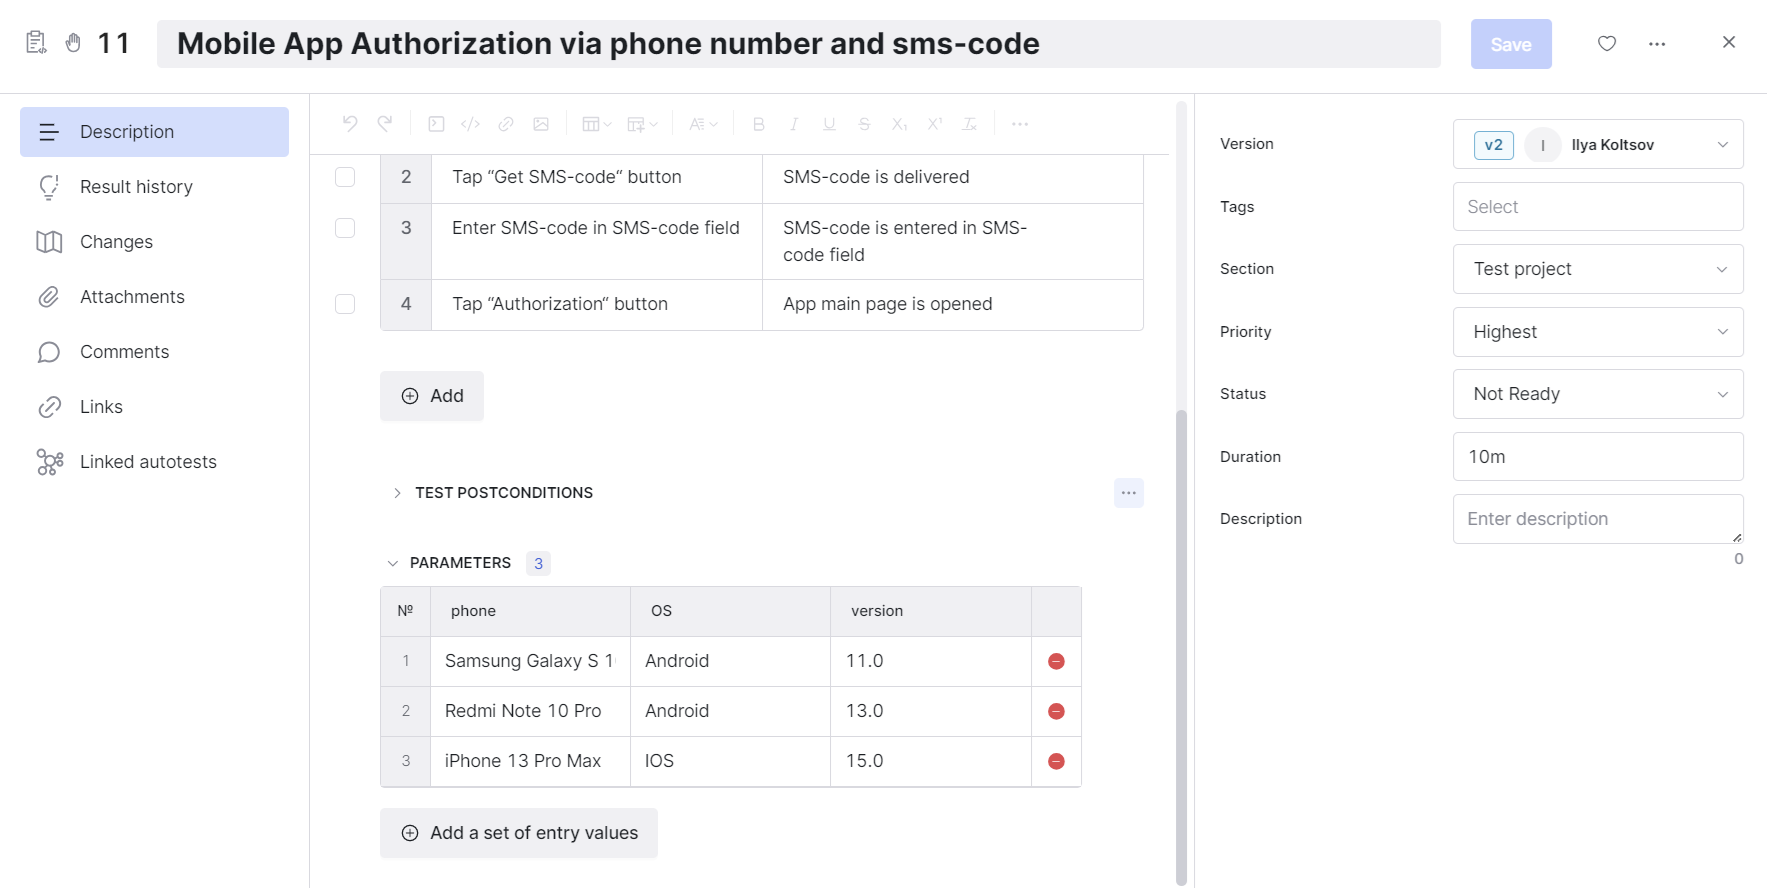 11 Mobile App Authorization via phone number and sms-code Save
Description
Result history
Changes
Attachments
Comments
Links
Linked autotests
2 Tap “Get SMS-code“ button SMS-code is delivered
3 Enter SMS-code in SMS-code field SMS-code is entered in SMS-
code field
4 Tap “Authorization“ button App main page is opened
Add
TEST POSTCONDITIONS
PARAMETERS 3
№ phone OS version
1 Samsung Galaxy S 1 Android 11.0
2 Redmi Note 10 Pro Android 13.0
3 iPhone 13 Pro Max IOS 15.0
Add a set of entry values
Version v2 I Ilya Koltsov
Tags Select
Section Test project
Priority Highest
Status Not Ready
Duration 10m
Description Enter description
0